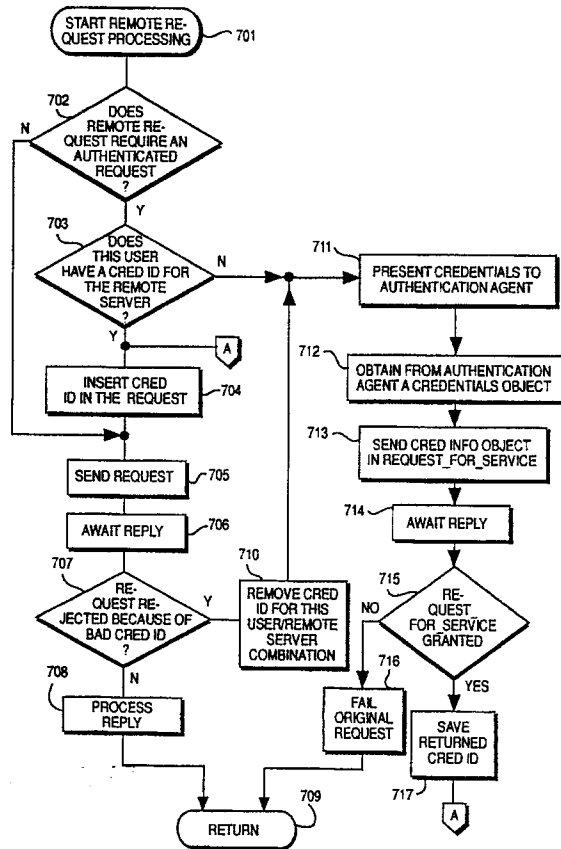 START REMOTE RE-
QUEST PROCESSING
701
702
N
DOES
REMOTE RE-
QUEST REQUIRE AN
AUTHENTICATED
REQUEST
?
Y
703
DOES
THIS USER
HAVE A CRED ID FOR
THE REMOTE
SERVER
?
N
Y
A
INSERT CRED
ID IN THE REQUEST
704
SEND REQUEST
705
AWAIT REPLY
706
707
RE-
QUEST RE-
JECTED BECAUSE OF
BAD CRED ID
?
Y
N
710
REMOVE CRED
ID FOR THIS
USER/REMOTE
SERVER
COMBINATION
708
PROCESS
REPLY
RETURN
709
711
PRESENT CREDENTIALS TO
AUTHENTICATION AGENT
712
OBTAIN FROM AUTHENTICATION
AGENT A CREDENTIALS OBJECT
713
SEND CRED INFO OBJECT
IN REQUEST_FOR_SERVICE
714
AWAIT REPLY
715
RE-
QUEST_
FOR_SERVICE
GRANTED
NO
YES
716
FAIL
ORIGINAL
REQUEST
SAVE
RETURNED
CRED ID
717
A